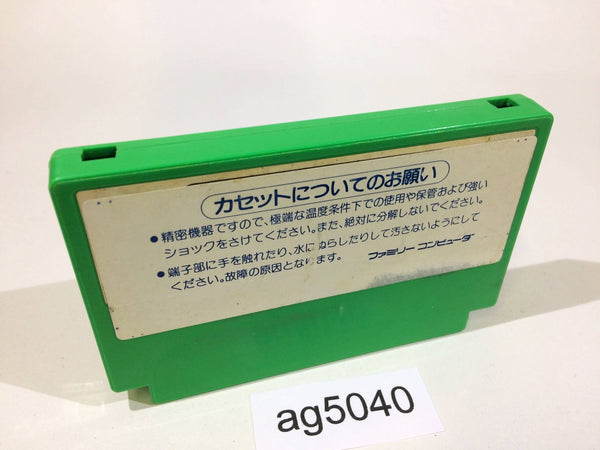 カセットについてのお願い
●精密機器ですので、極端な温度条件下での使用や保管および強い
ショックをさけてください。また、絶対に分解しないでください。
●端子部に手を触れたり、水にぬらしたりして汚さないようにして
ください。故障の原因となります。
ファミリーコンピュータ
ag5040